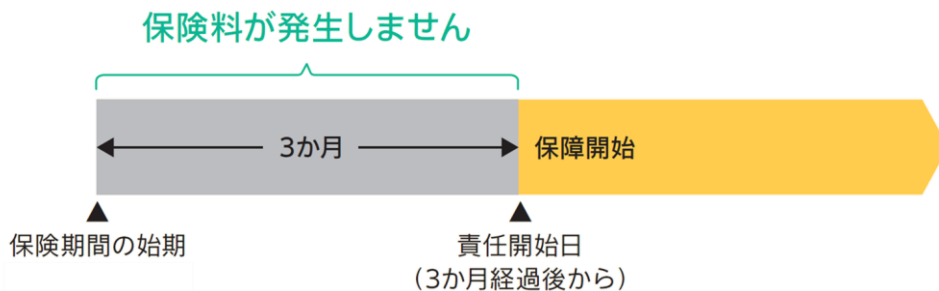 保険料が発生しません
3か月
保障開始
保険期間の始期
責任開始日
(3か月経過後から)